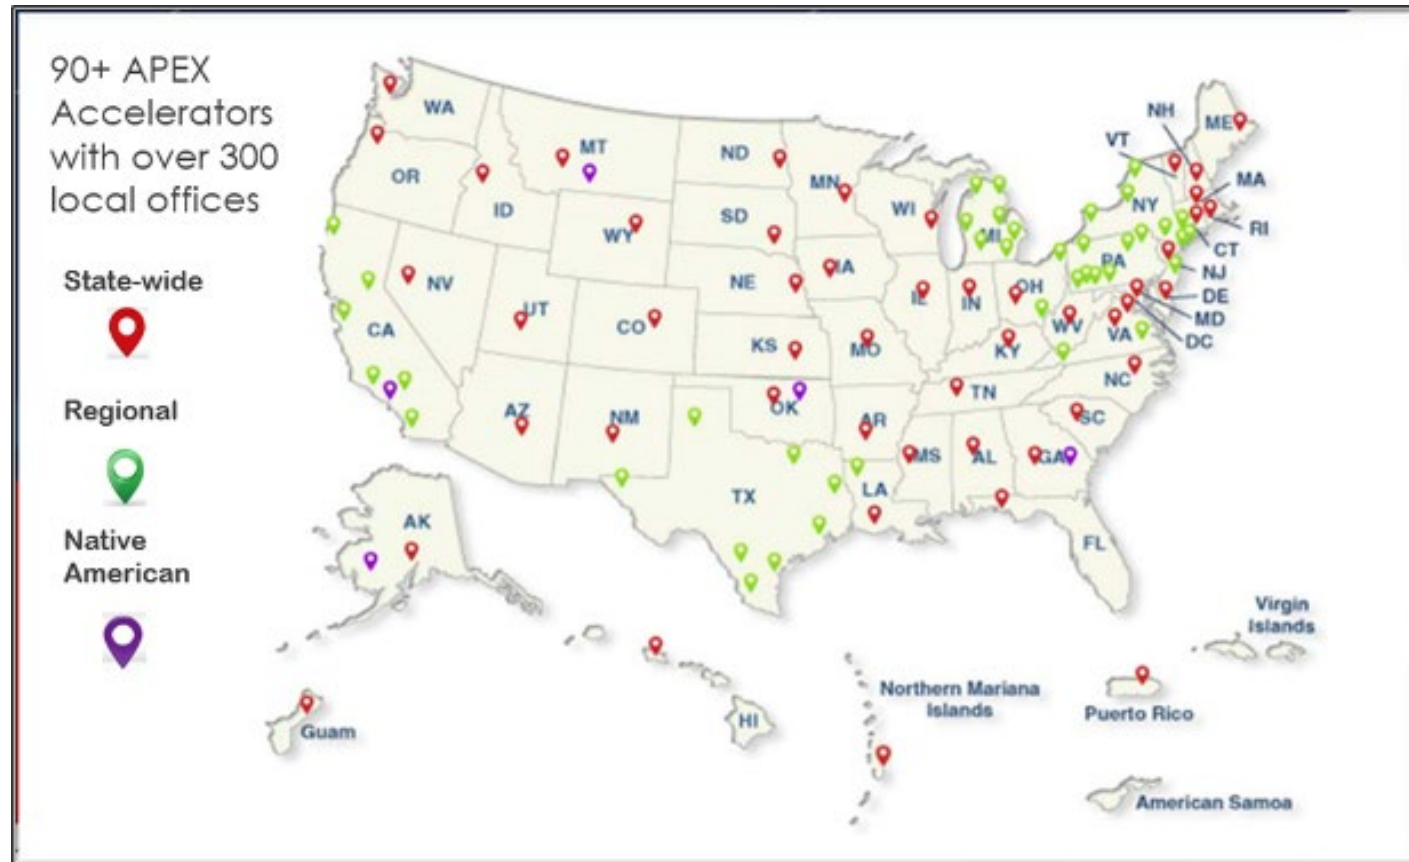 90+ APEX
Accelerators
with over 300
local offices
State-wide
Regional
Native
American
WA
OR
ID
MT
ND
SD
WY
NE
NV
UT
CO
KS
CA
AZ
NM
OK
TX
MN
IA
MO
AR
LA
WI
IL
IN
MI
OH
KY
TN
MS
AL
GA
FL
SC
NC
VA
WV
PA
NY
VT
NH
ME
MA
RI
CT
NJ
DE
MD
DC
AK
HI
Guam
Northern Mariana
Islands
Puerto Rico
Virgin
Islands
American Samoa